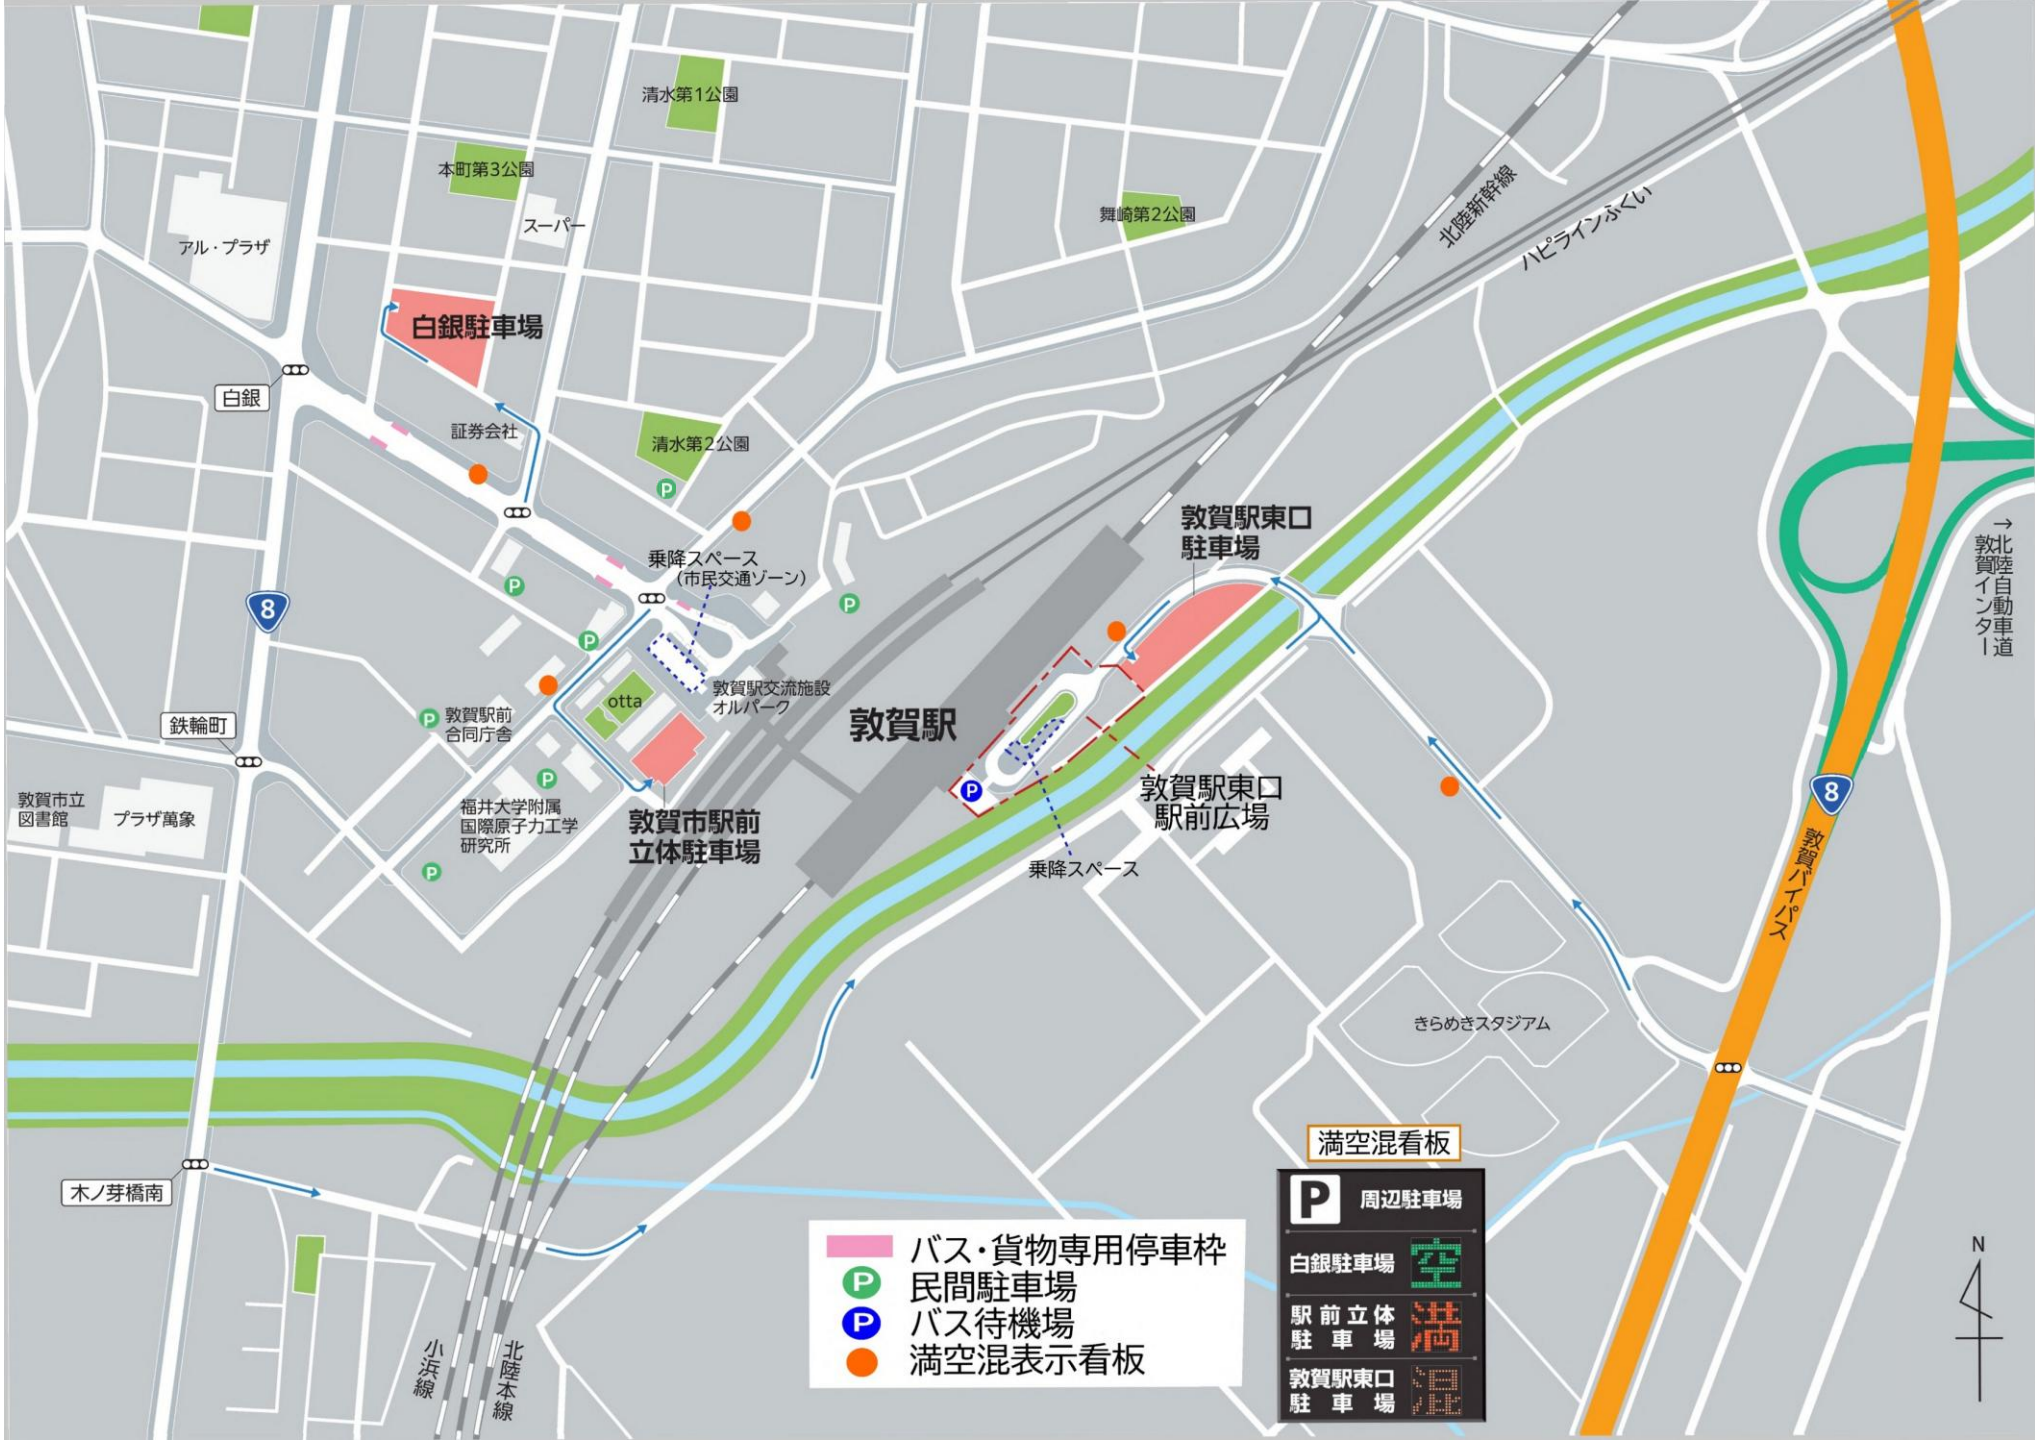 清水第1公園
本町第3公園
スーパー
アル・プラザ
舞崎第2公園
北陸新幹線
ハピラインふくい
白銀駐車場
白銀
証券会社
清水第2公園
P
敦賀駅東口
駐車場
乗降スペース
(市民交通ゾーン)
P
P
P
8
→北陸自動車道
敦賀インター
otta
敦賀駅交流施設
オルパーク
敦賀駅
P
敦賀駅前
合同庁舎
鉄輪町
P
P
敦賀駅東口
駅前広場
8
敦賀市立
図書館
プラザ萬象
福井大学附属
国際原子力工学
研究所
敦賀市駅前
立体駐車場
P
乗降スペース
敦賀バイパス
きらめきスタジアム
木ノ芽橋南
小浜線
北陸本線
バス・貨物専用停車枠
P 民間駐車場
P バス待機場
満空混表示看板
満空混看板
P 周辺駐車場
白銀駐車場 空
駅前立体
駐車場 満
敦賀駅東口
駐車場 混
N